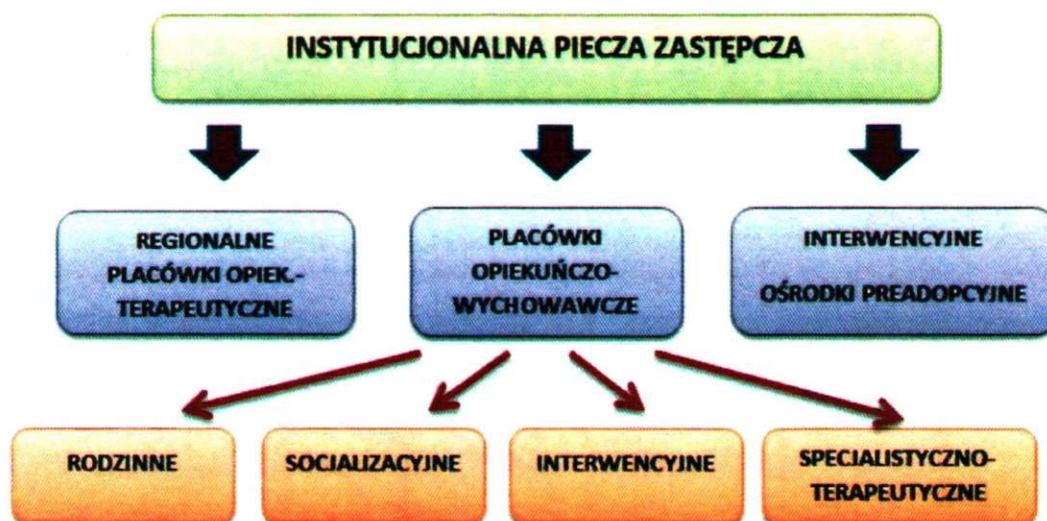 INSTYTUCJONALNA PIECZA ZASTĘPCZA
REGIONALNE
PLACÓWKI OPIEK.-
TERAPEUTYCZNE
PLACÓWKI
OPIEKUŃCZO-
WYCHOWAWCZE
INTERWENCYJNE
OŚRODKI PREADOPCYJNE
RODZINNE
SOCJALIZACYJNE
INTERWENCYJNE
SPECJALISTYCZNO-
TERAPEUTYCZNE